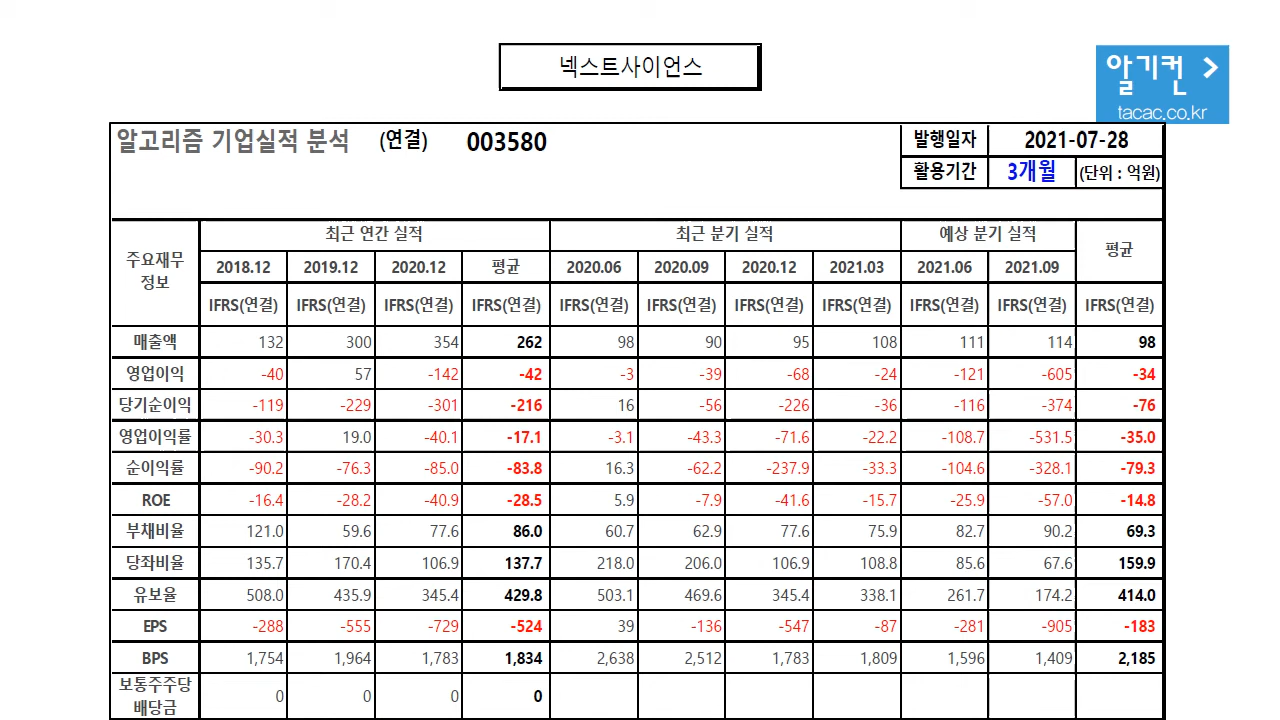 넥스트사이언스
알기컨 >
tacac.co.kr
알고리즘 기업실적 분석 (연결) 003580 발행일자 2021-07-28
활용기간 3개월 (단위 : 억원)
주요재무 정보 최근 연간 실적 최근 분기 실적 예상 분기 실적 평균
2018.12 2019.12 2020.12 평균 2020.06 2020.09 2020.12 2021.03 2021.06 2021.09
IFRS(연결) IFRS(연결) IFRS(연결) IFRS(연결) IFRS(연결) IFRS(연결) IFRS(연결) IFRS(연결) IFRS(연결) IFRS(연결) IFRS(연결)
매출액 132 300 354 262 98 90 95 108 111 114 98
영업이익 -40 57 -142 -42 -3 -39 -68 -24 -121 -605 -34
당기순이익 -119 -229 -301 -216 16 -56 -226 -36 -116 -374 -76
영업이익률 -30.3 19.0 -40.1 -17.1 -3.1 -43.3 -71.6 -22.2 -108.7 -531.5 -35.0
순이익률 -90.2 -76.3 -85.0 -83.8 16.3 -62.2 -237.9 -33.3 -104.6 -328.1 -79.3
ROE -16.4 -28.2 -40.9 -28.5 5.9 -7.9 -41.6 -15.7 -25.9 -57.0 -14.8
부채비율 121.0 59.6 77.6 86.0 60.7 62.9 77.6 75.9 82.7 90.2 69.3
당좌비율 135.7 170.4 106.9 137.7 218.0 206.0 106.9 108.8 85.6 67.6 159.9
유보율 508.0 435.9 345.4 429.8 503.1 469.6 345.4 338.1 261.7 174.2 414.0
EPS -288 -555 -729 -524 39 -136 -547 -87 -281 -905 -183
BPS 1,754 1,964 1,783 1,834 2,638 2,512 1,783 1,809 1,596 1,409 2,185
보통주주당
배당금 0 0 0 0